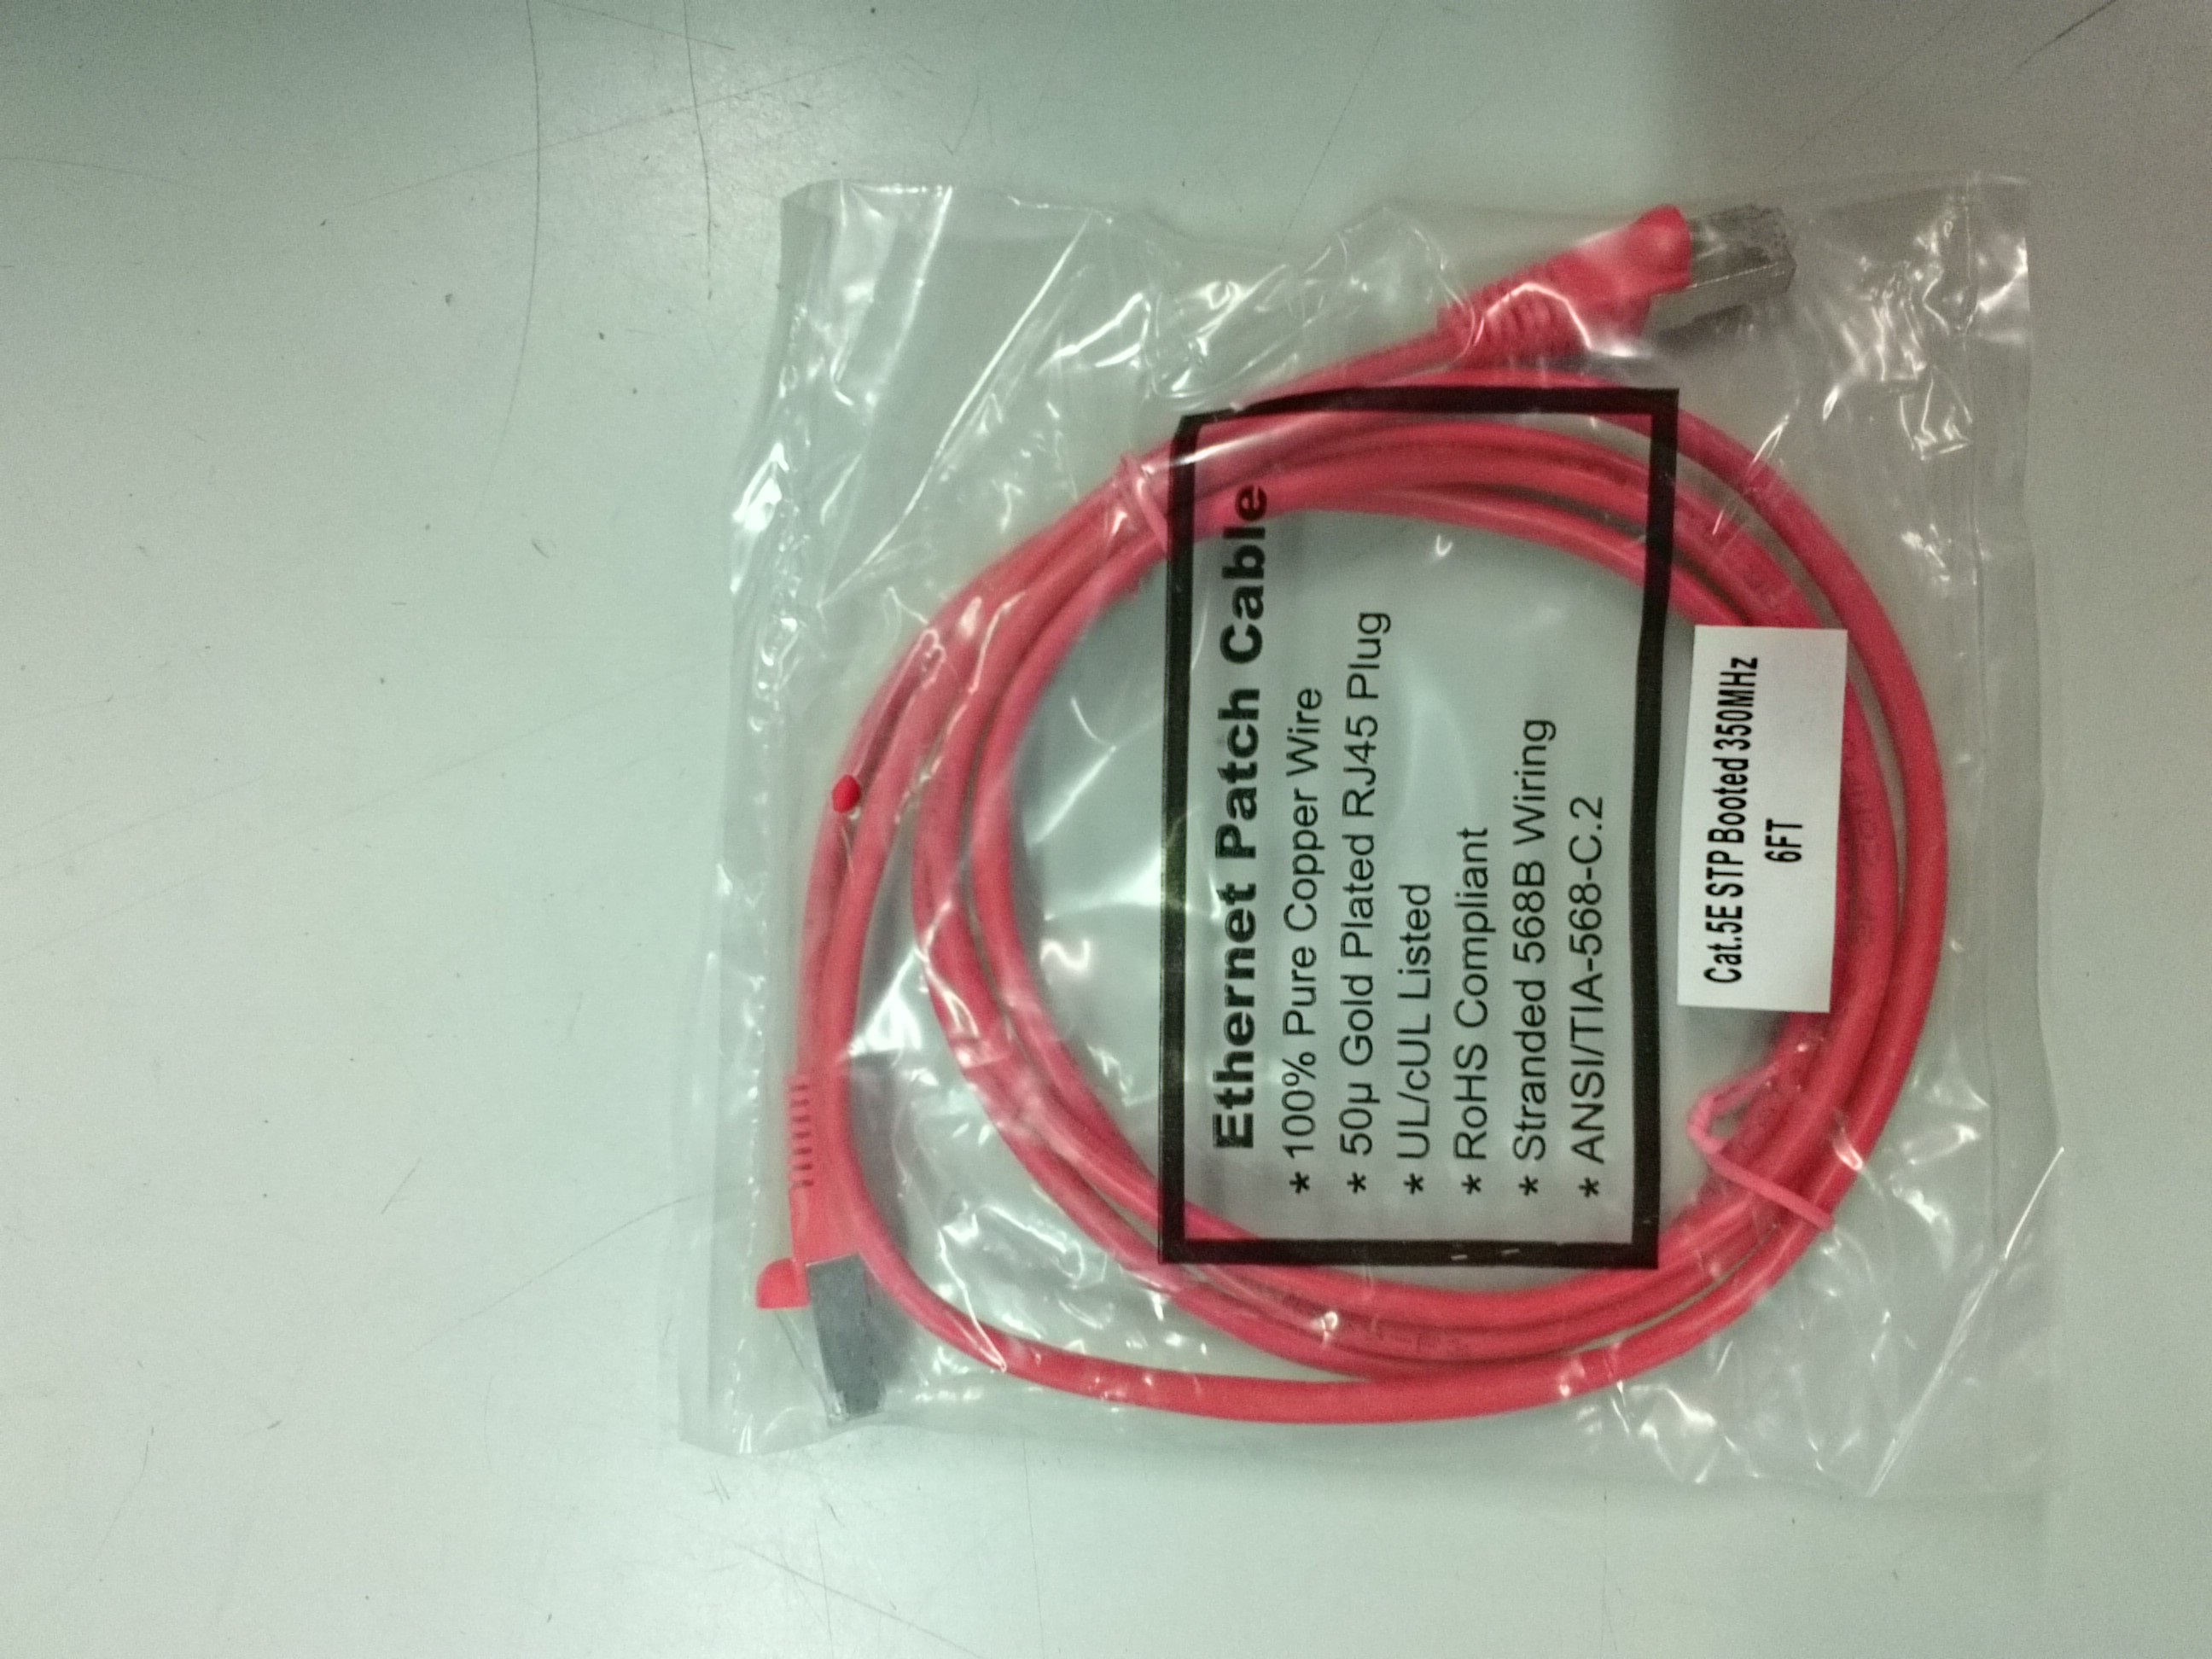 Ethernet Patch Cable
* 100% Pure Copper Wire
* 50µ Gold Plated RJ45 Plug
* UL/cUL Listed
* RoHS Compliant
* Stranded 568B Wiring
* ANSI/TIA-568-C.2
Cat.5E STP Booted 350MHz
6FT